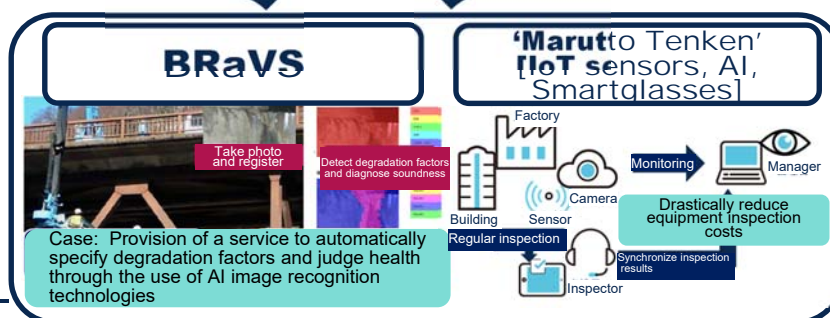 BRaVS
Take photo
and register
Detect degradation factors
and diagnose soundness
Case: Provision of a service to automatically
specify degradation factors and judge health
through the use of AI image recognition
technologies
‘Marutto Tenken’
[IoT sensors, AI,
Smartglasses]
Factory
Camera
Building
Sensor
Monitoring
Manager
Drastically reduce
equipment inspection
costs
Regular inspection
Synchronize inspection
results
Inspector